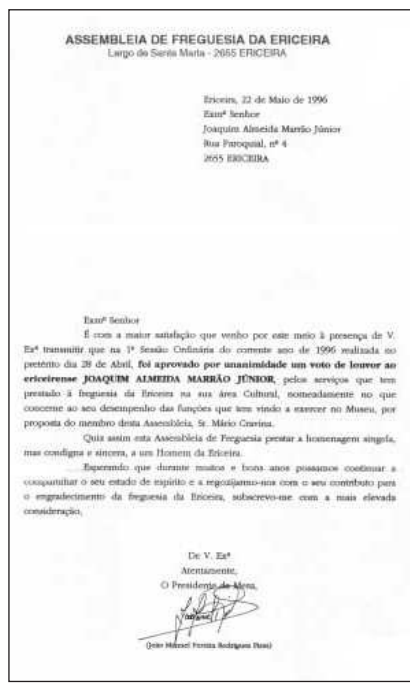 ASSEMBLEIA DE FREGUESIA DA ERICEIRA
Largo de Santa Marta - 2655 ERICEIRA
Ericeira, 22 de Maio de 1996
Exmº Senhor
Joaquim Almeida Marrão Júnior
Rua Paroquial, nº 4
2655 ERICEIRA
Exmº Senhor
É com a maior satisfação que venho por este meio à presença de V.
Exª transmitir que na 1ª Sessão Ordinária do corrente ano de 1996 realizada no
pretérito dia 28 de Abril, foi aprovado por unanimidade um voto de louvor ao
ericeirense JOAQUIM ALMEIDA MARRÃO JÚNIOR, pelos serviços que tem
prestado à freguesia da Ericeira na sua área Cultural, nomeadamente no que
concerne ao seu desempenho das funções que tem vindo a exercer no Museu, por
proposta do membro desta Assembleia, Sr. Mário Gravina.
Quis assim esta Assembleia de Freguesia prestar a homenagem singela,
mas condigna e sincera, a um Homem da Ericeira.
Esperando que durante muitos e bons anos possamos continuar a
compartilhar o seu estado de espírito e a regozijarmo-nos com o seu contributo para
o engradecimento da freguesia da Ericeira, subscrevo-me com a mais elevada
consideração,
De V. Exª
Atentamente,
O Presidente da Mesa,
(João Manuel Ferreira Rodrigues Pires)